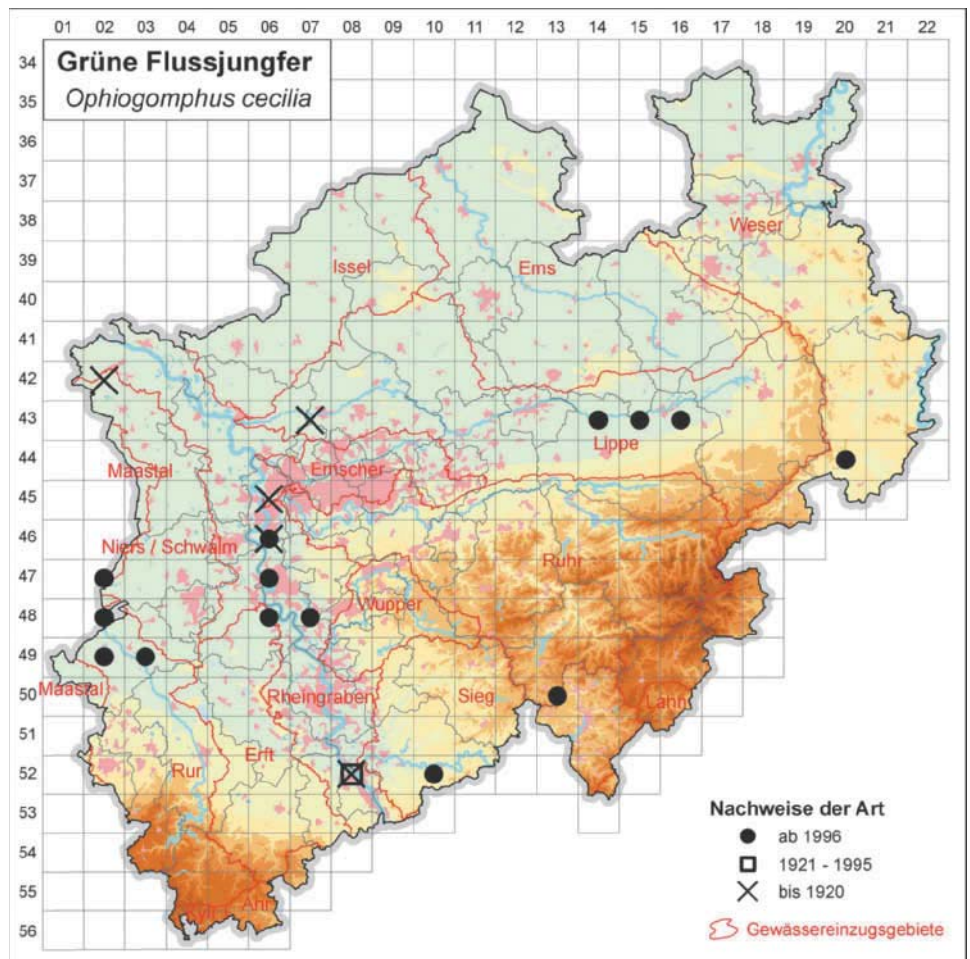 01 02 03 04 05 06 07 08 09 10 11 12 13 14 15 16 17 18 19 20 22
Grüne Flussjungfer
Ophiogomphus cecilia
34
35
36
37
38
39
40
41
42
43
44
45
46
47
48
49
50
51
52
53
54
55
56
Weser
Issel
Ems
Lippe
Maastal
Emscher
Niers / Schwalm
Ruhr
Wupper
Maastal
Rheingraben
Sieg
Lahn
Erft
Rur
Kyll
Ahr
Nachweise der Art
ab 1996
1921 - 1995
bis 1920
Gewässereinzugsgebiete